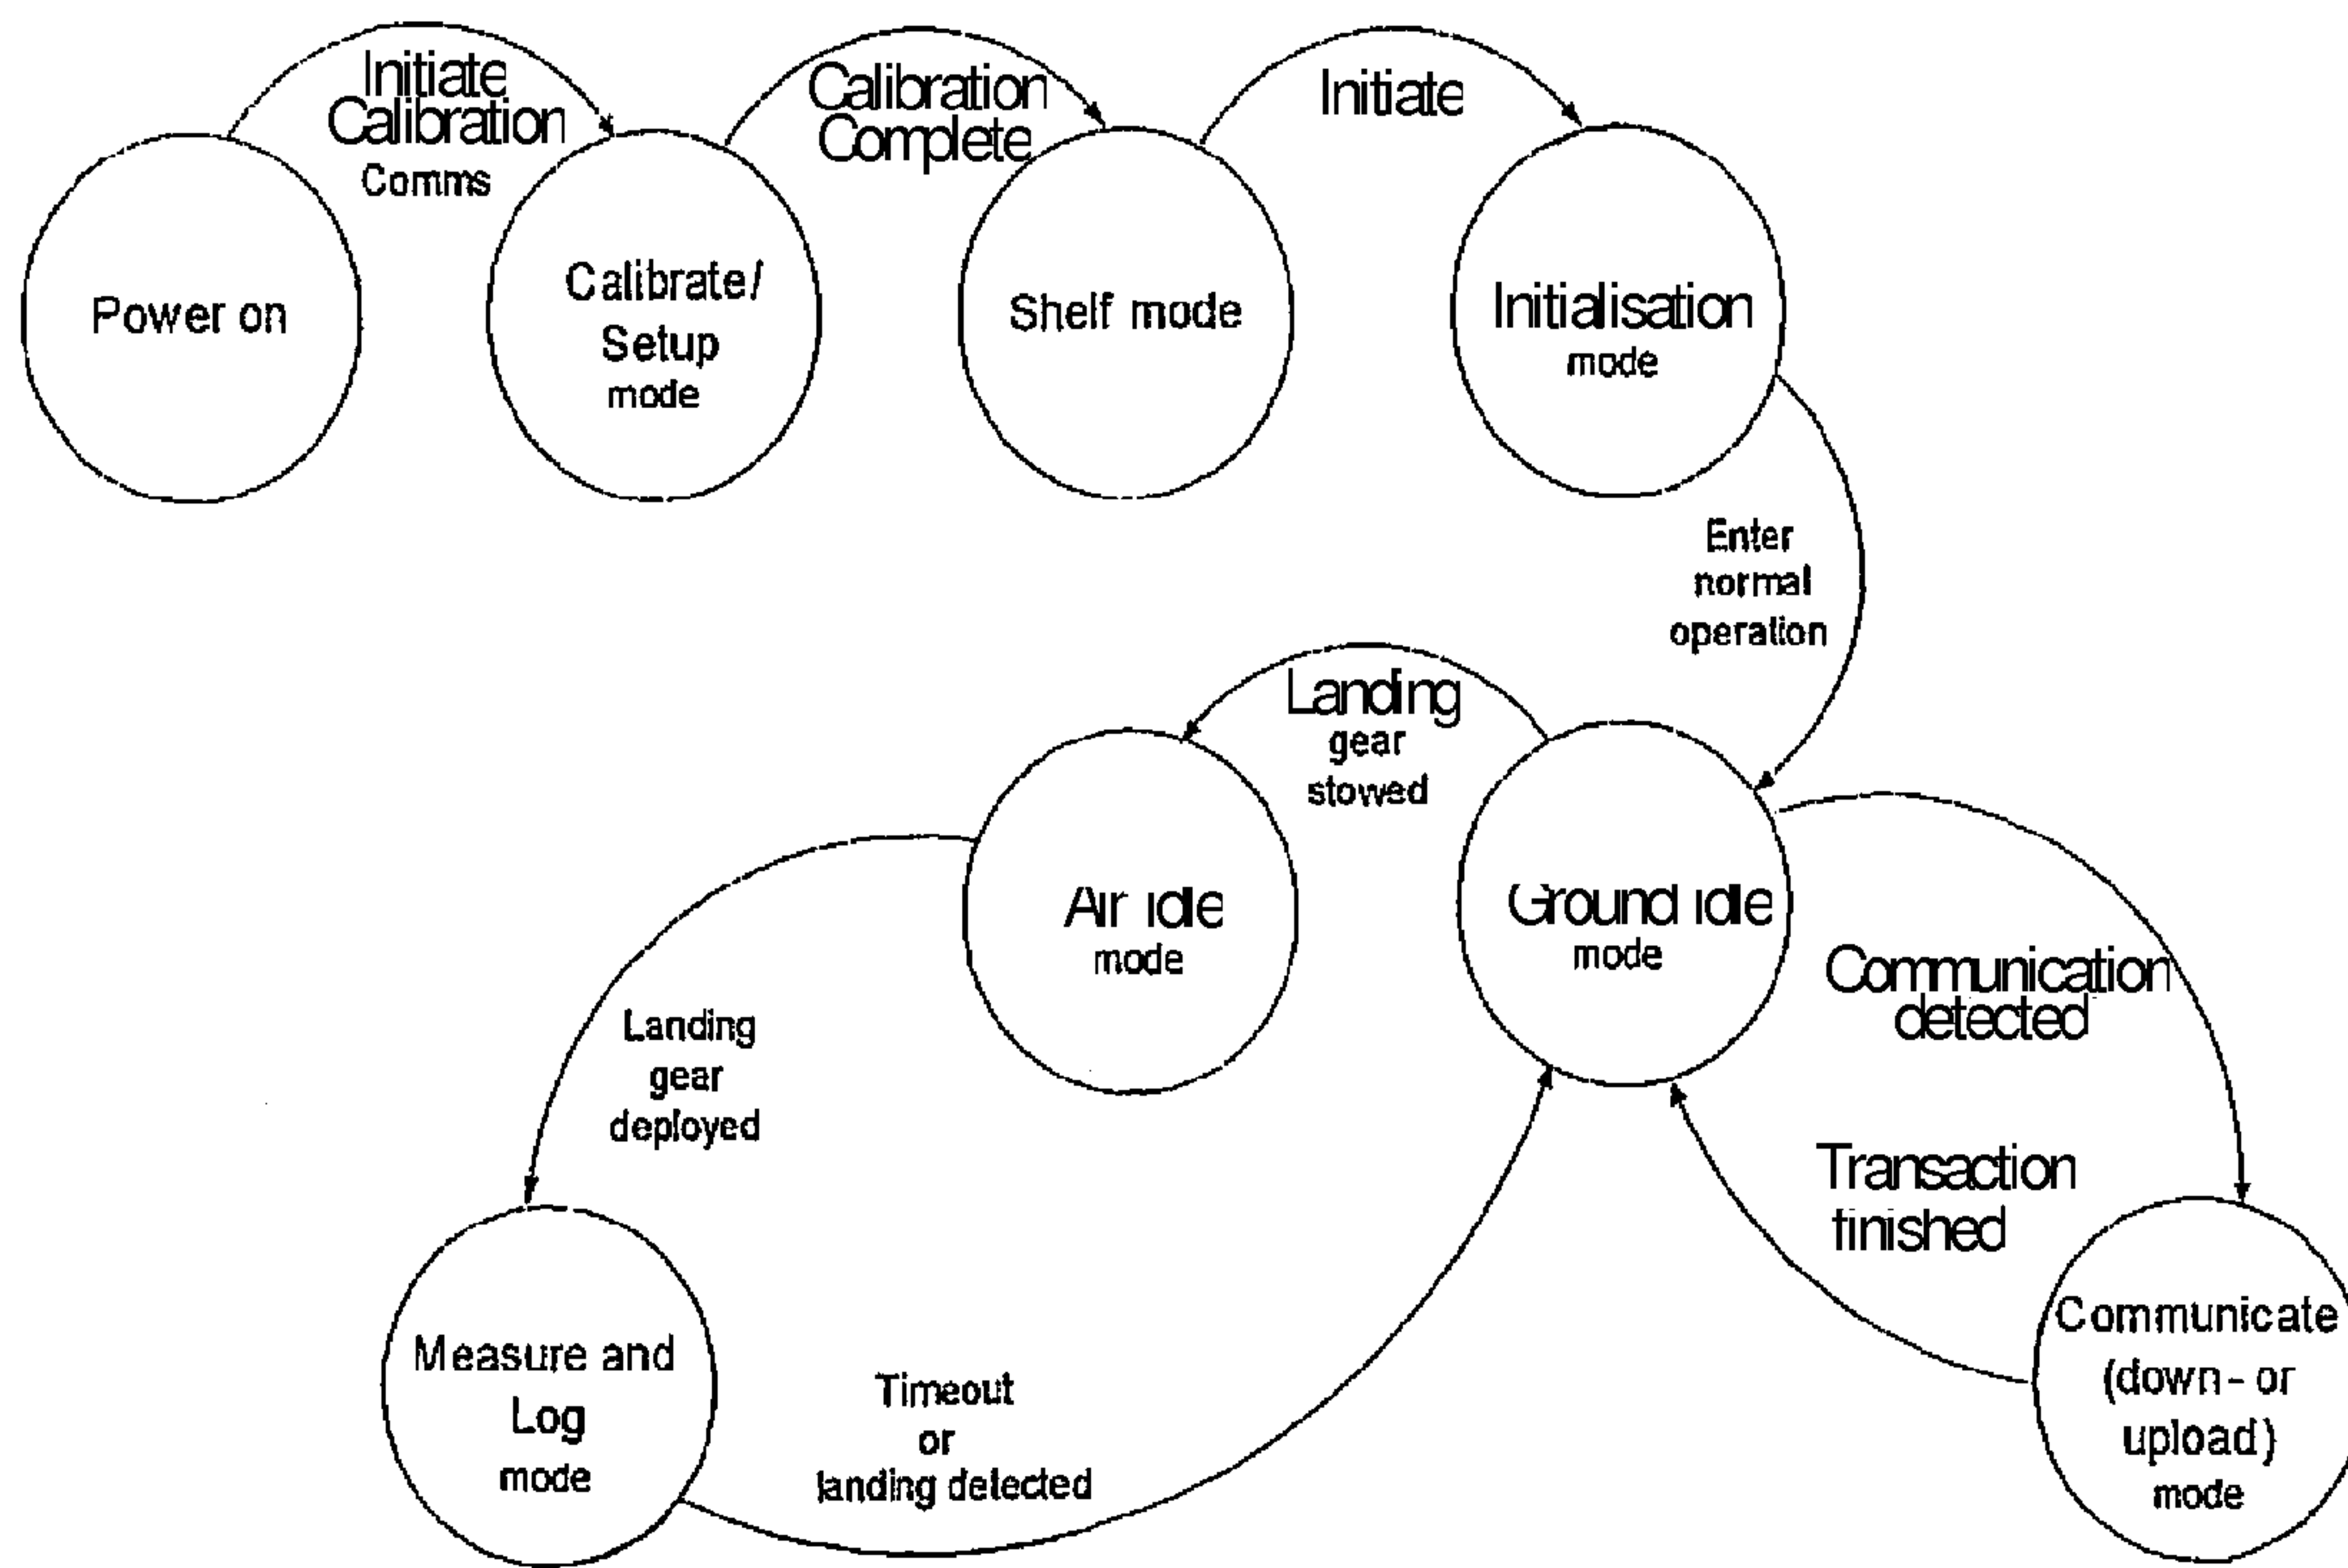 Initiate
Calibration
Comms
Calibration
Complete
Initiate
Power on
Calibrate/
Setup
mode
Shelf mode
Initialisation
mode
Enter
normal
operation
Landing
gear
stowed
Air idle
mode
Ground idle
mode
Communication
detected
Landing
gear
deployed
Transaction
finished
Measure and
Log
mode
Timeout
or
landing detected
Communicate
(down- or
upload)
mode